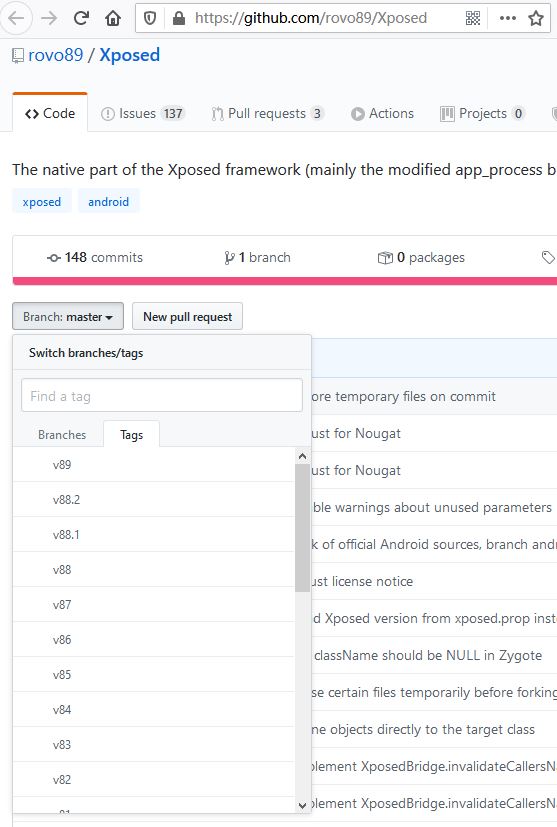 https://github.com/rovo89/Xposed
rovo89 / Xposed
Code Issues 137 Pull requests 3 Actions Projects 0
The native part of the Xposed framework (mainly the modified app_process b
xposed android
148 commits 1 branch 0 packages
Branch: master New pull request
Switch branches/tags
Find a tag
ore temporary files on commit
Branches Tags
ust for Nougat
v89
ust for Nougat
v88.2
ble warnings about unused parameters
v88.1
k of official Android sources, branch and
v88
ust license notice
v87
d Xposed version from xposed.prop inste
v86
className should be NULL in Zygote
v85
se certain files temporarily before forking
v84
ne objects directly to the target class
v83
plement XposedBridge.invalidateCallersNa
v82
plement XposedBridge.invalidateCallersNa